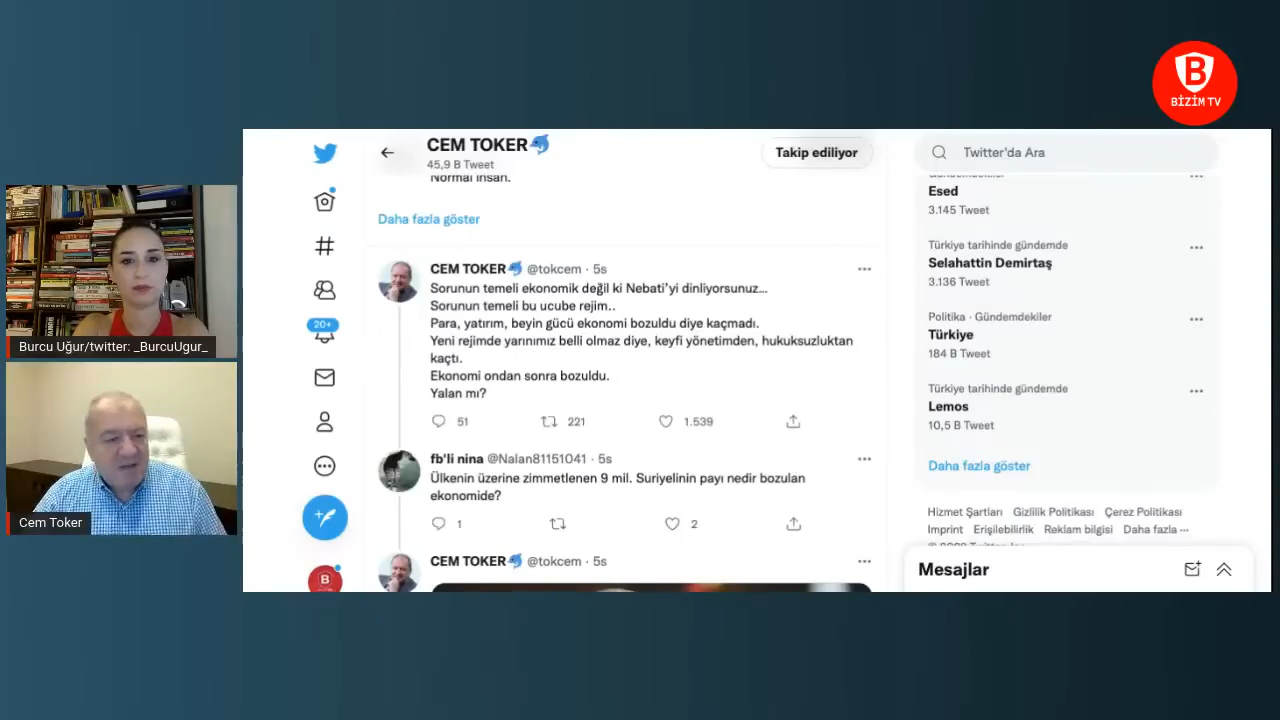 B
BİZİM TV
Burcu Uğur/twitter: _BurcuUgur_
Cem Toker
20+
B
CEM TOKER
45,9 B Tweet
Takip ediliyor
Normal insan.
Daha fazla göster
CEM TOKER @tokcem · 5s
Sorunun temeli ekonomik değil ki Nebati'yi dinliyorsunuz...
Sorunun temeli bu ucube rejim..
Para, yatırım, beyin gücü ekonomi bozuldu diye kaçmadı.
Yeni rejimde yarınımız belli olmaz diye, keyfi yönetimden, hukuksuzluktan
kaçtı.
Ekonomi ondan sonra bozuldu.
Yalan mı?
51 221 1.539
fb'li nina @Nalan81151041 · 5s
Ülkenin üzerine zimmetlenen 9 mil. Suriyelinin payı nedir bozulan
ekonomide?
1 2
CEM TOKER @tokcem · 5s
Twitter'da Ara
Esed
3.145 Tweet
Türkiye tarihinde gündemde
Selahattin Demirtaş
3.136 Tweet
Politika · Gündemdekiler
Türkiye
184 B Tweet
Türkiye tarihinde gündemde
Lemos
10,5 B Tweet
Daha fazla göster
Hizmet Şartları Gizlilik Politikası Çerez Politikası
Imprint Erişilebilirlik Reklam bilgisi Daha fazla ...
Mesajlar